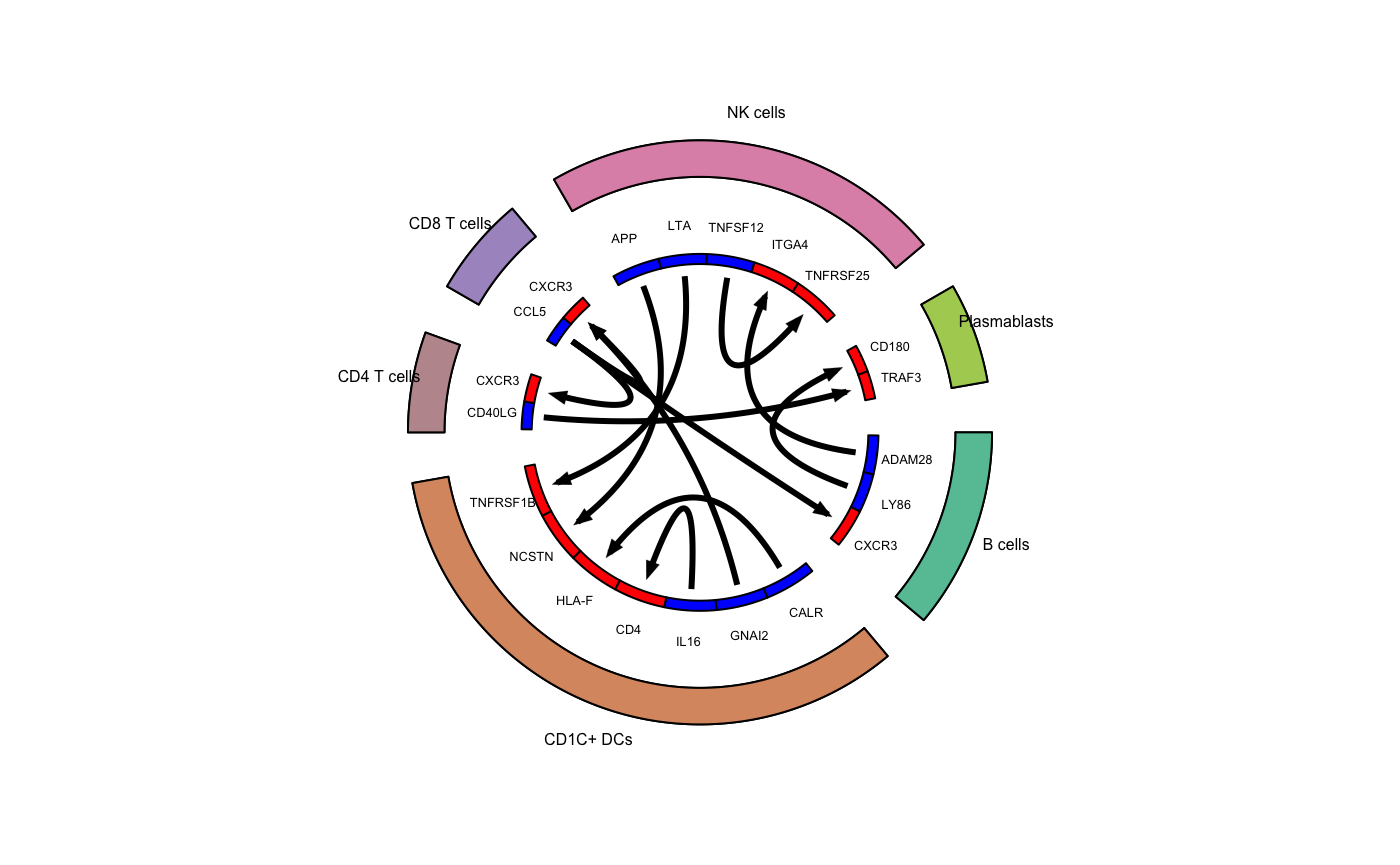 NK cells
CD8 T cells
LTA
TNFSF12
APP
ITGA4
TNFRSF25
CXCR3
CCL5
Plasmablasts
CD180
TRAF3
CD4 T cells
CXCR3
CD40LG
ADAM28
LY86
CXCR3
B cells
TNFRSF1B
NCSTN
HLA-F
CD4
IL16
GNAI2
CALR
CD1C+ DCs